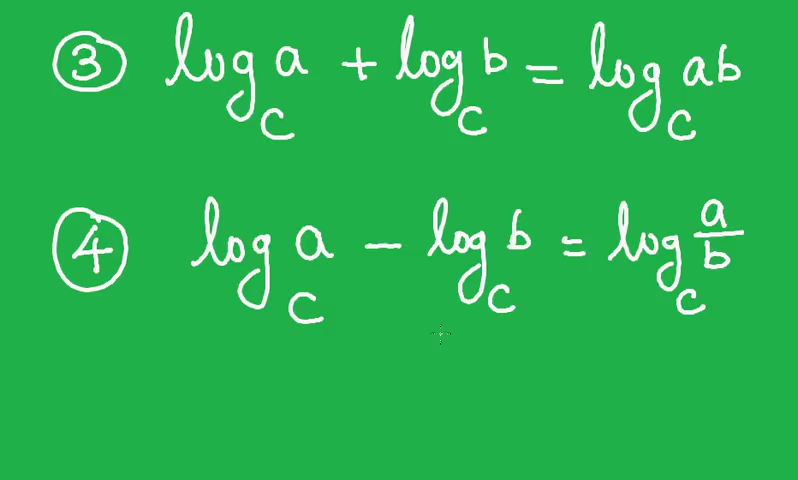 ③ log_c a + log_c b = log_c ab
④ log_c a - log_c b = log_c a/b